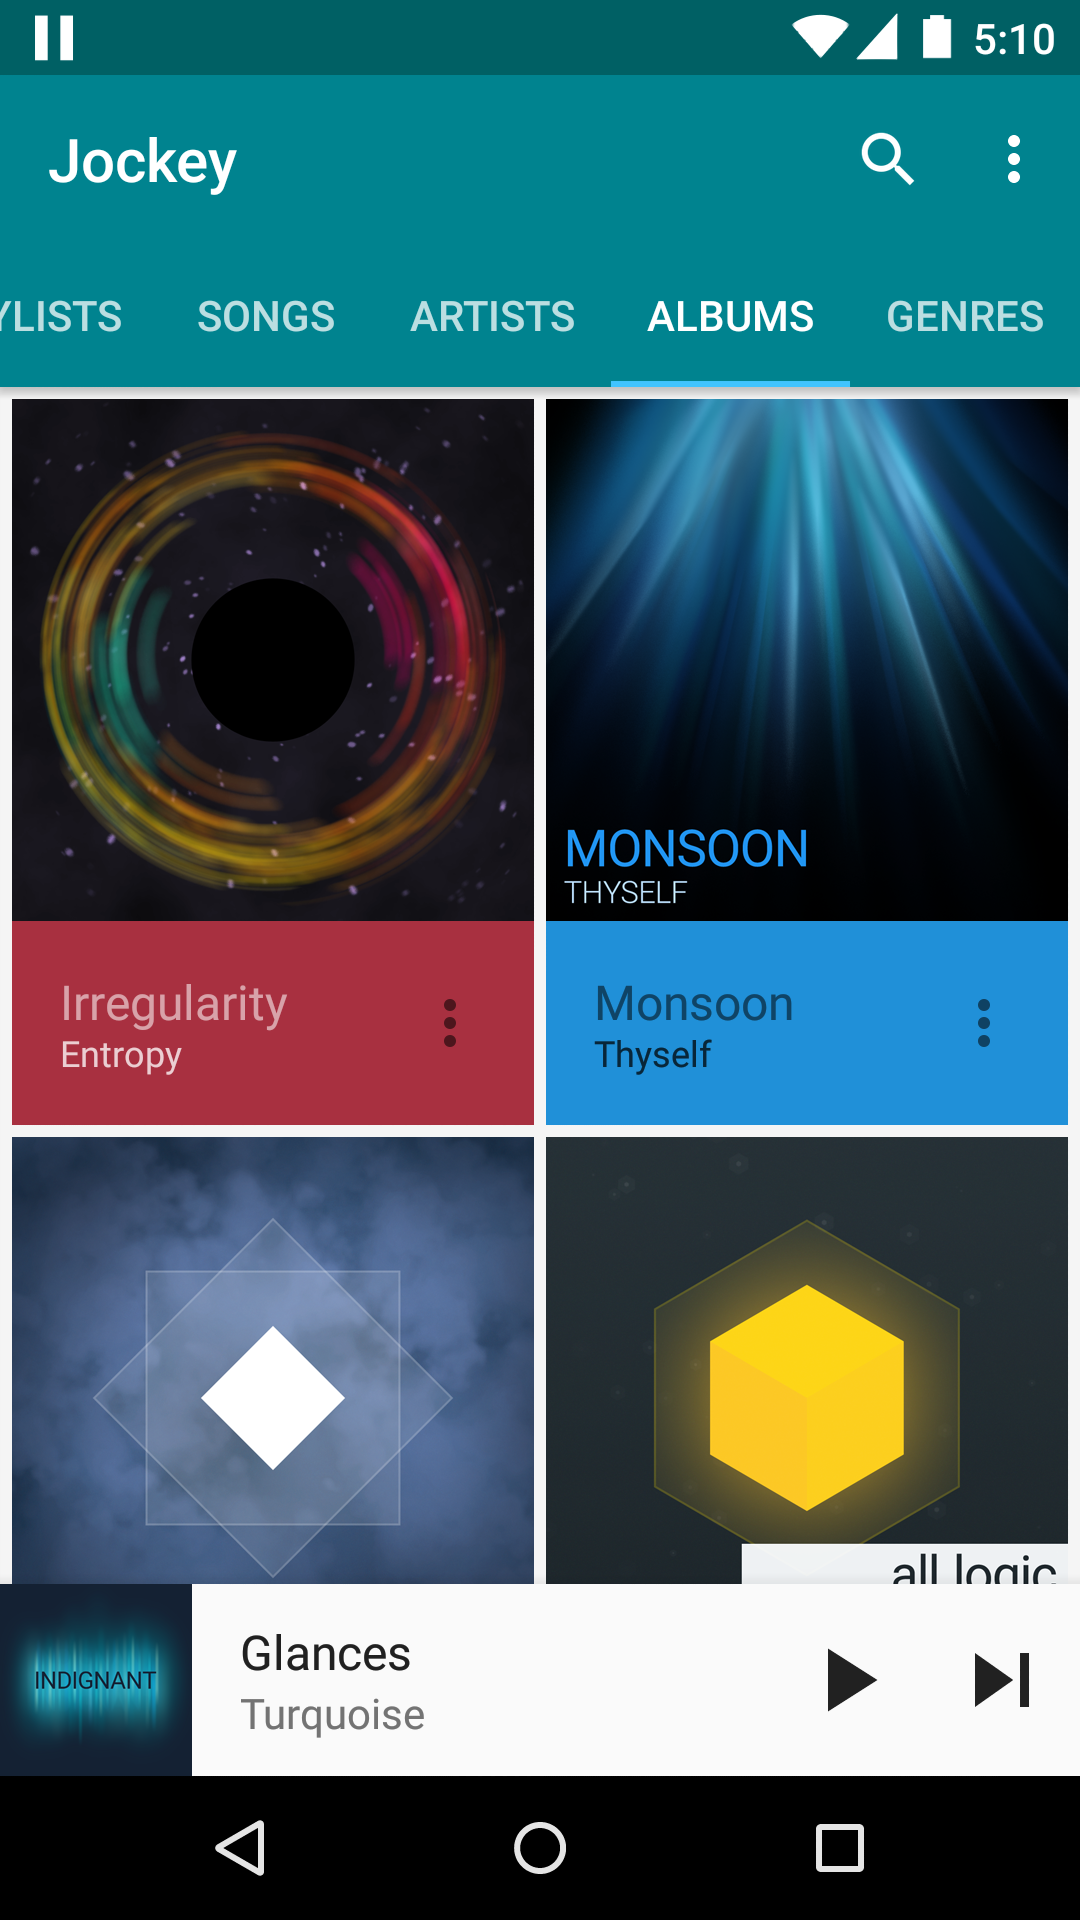 5:10
Jockey
YLISTS SONGS ARTISTS ALBUMS GENRES
MONSOON
THYSELF
Irregularity
Entropy
Monsoon
Thyself
all logic
INDIGNANT
Glances
Turquoise